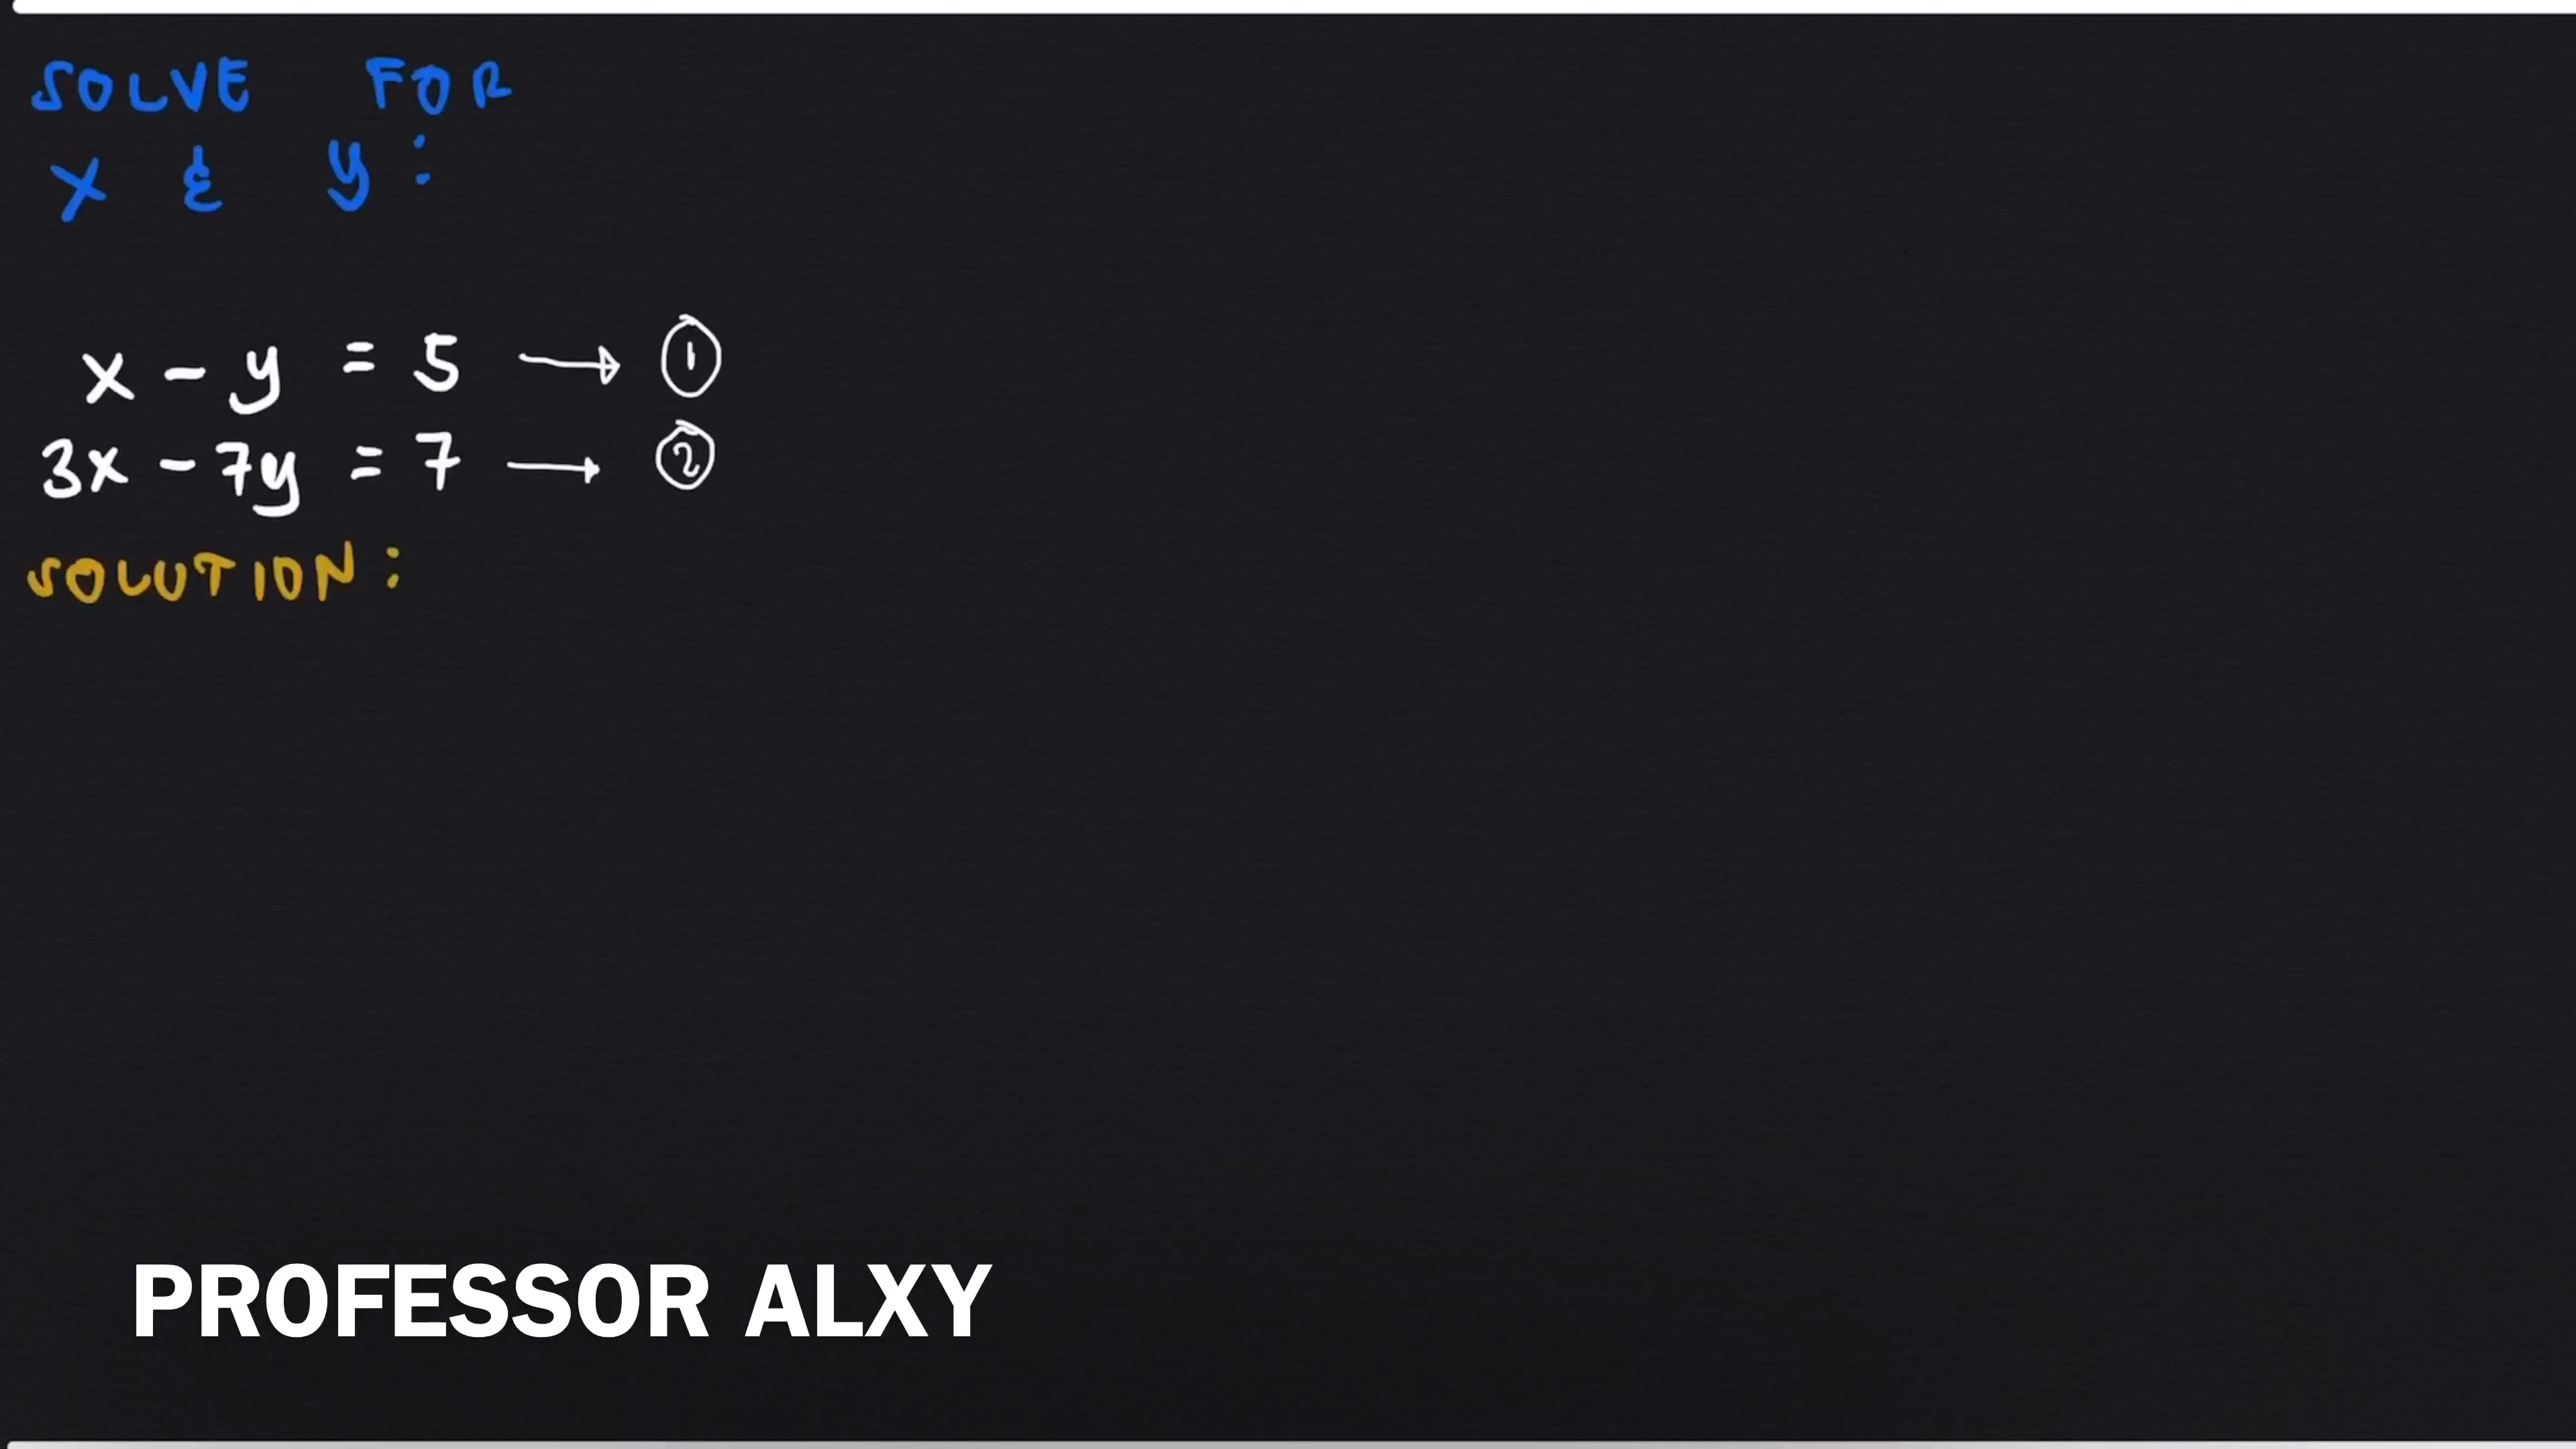 SOLVE FOR
X & y:
x - y = 5 → ①
3x - 7y = 7 → ②
SOLUTION:
PROFESSOR ALXY